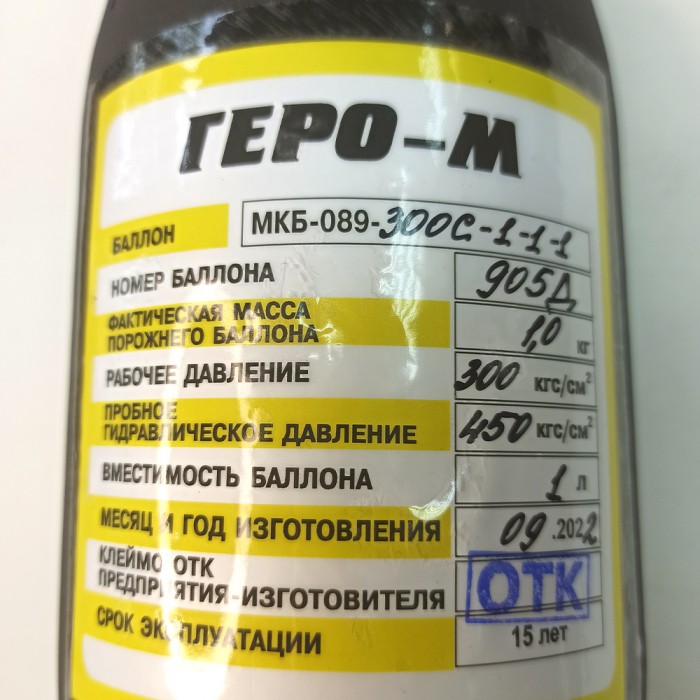 ГЕРО-М
БАЛЛОН МКБ-089-300С-1-1-1
НОМЕР БАЛЛОНА 905Д
ФАКТИЧЕСКАЯ МАССА
ПОРОЖНЕГО БАЛЛОНА 1,0 кг
РАБОЧЕЕ ДАВЛЕНИЕ 300 кгс/см²
ПРОБНОЕ
ГИДРАВЛИЧЕСКОЕ ДАВЛЕНИЕ 450 кгс/см²
ВМЕСТИМОСТЬ БАЛЛОНА 1 л
МЕСЯЦ И ГОД ИЗГОТОВЛЕНИЯ 09.2022
КЛЕЙМО ОТК
ПРЕДПРИЯТИЯ-ИЗГОТОВИТЕЛЯ ОТК
СРОК ЭКСПЛУАТАЦИИ 15 лет